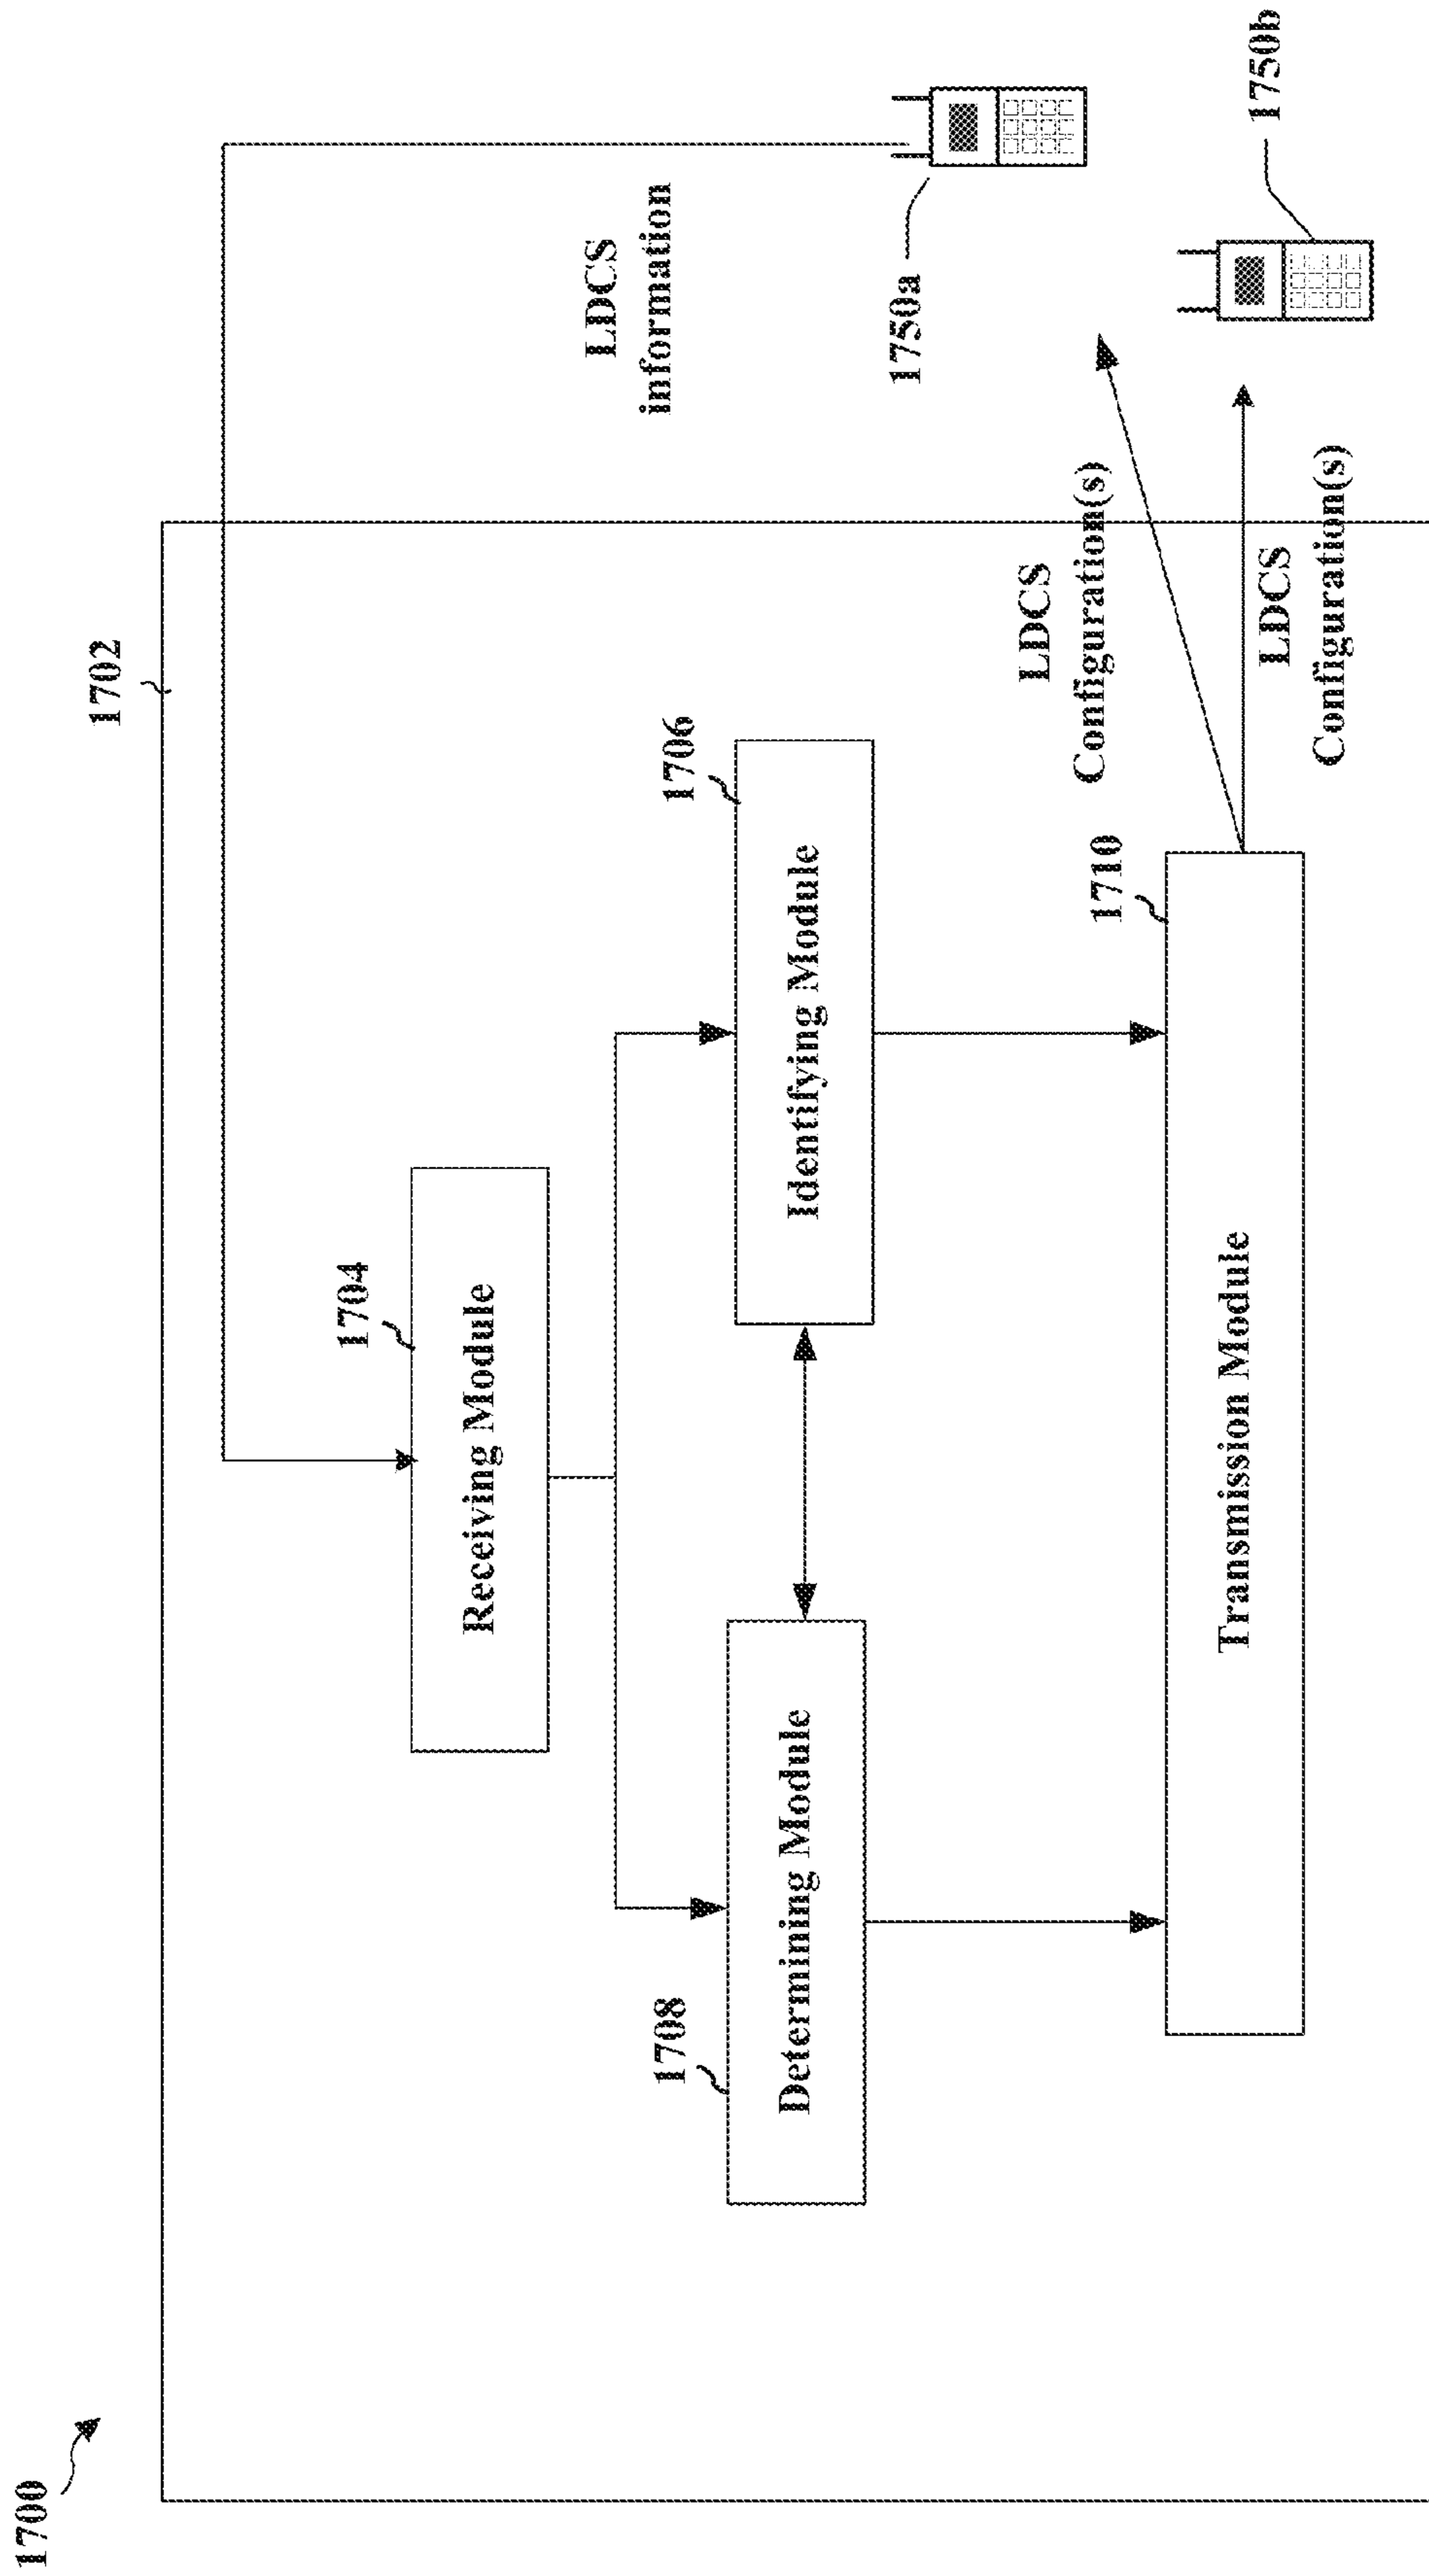 1700
1702
1704
Receiving Module
1708
Determining Module
1706
Identifying Module
1710
Transmission Module
LDCS
information
1750a
LDCS
Configuration(s)
LDCS
Configuration(s)
1750b